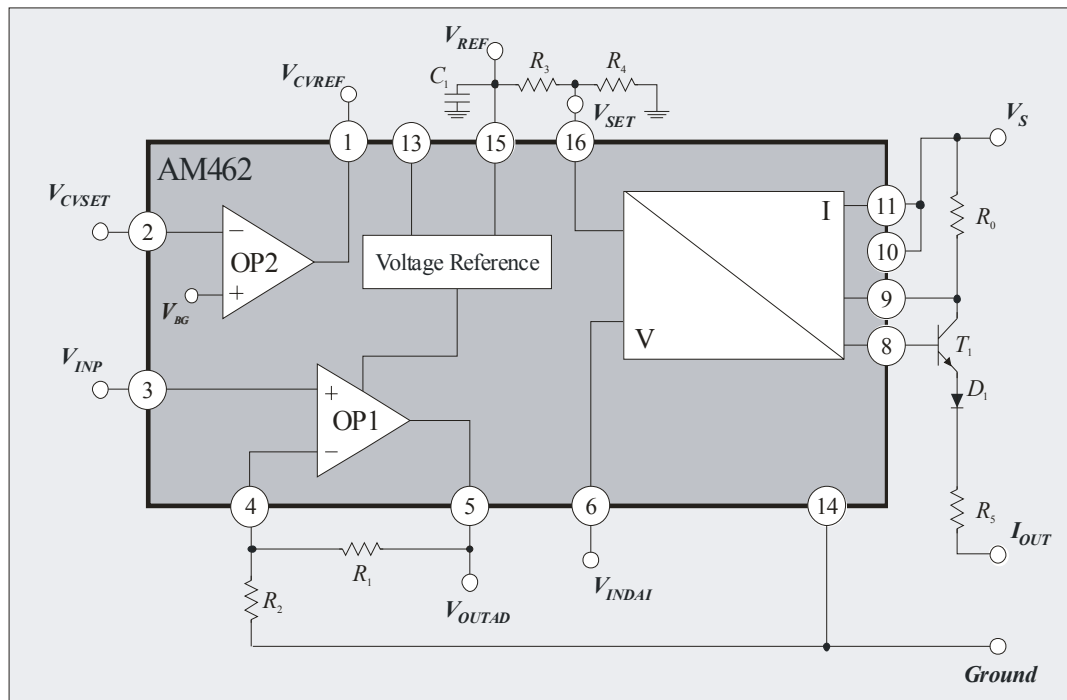 V_REF
R_3
R_4
C_1
V_CVREF
V_SET
V_S
1
13
15
16
AM462
V_CVSET
I
11
R_0
2
−
10
OP2
Voltage Reference
+
V_BG
9
V
8
T_1
V_INP
D_1
3
+
OP1
−
4
5
6
14
R_5
I_OUT
R_1
R_2
V_INDAI
V_OUTAD
Ground